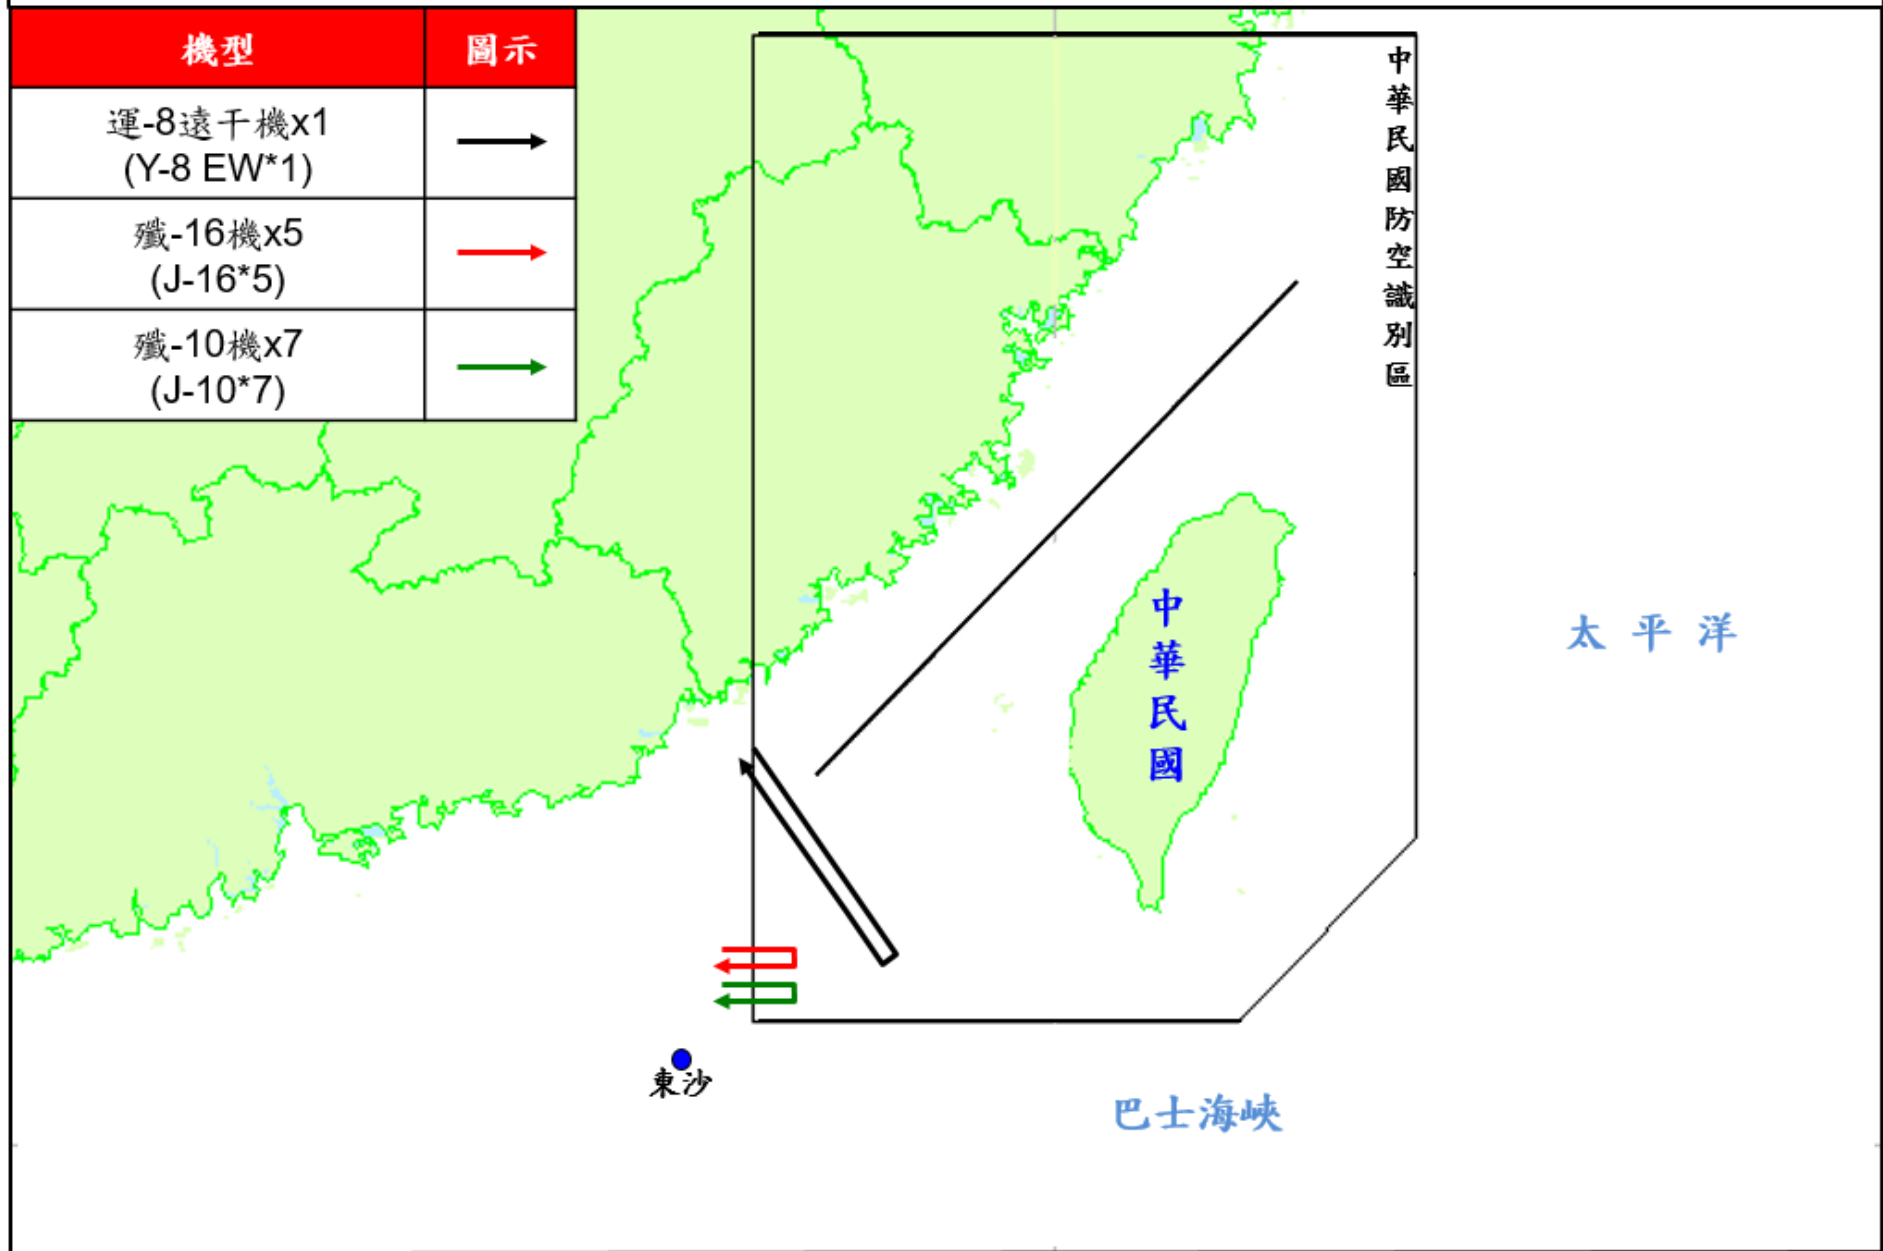 機型
圖示
運-8遠干機x1
(Y-8 EW*1)
殲-16機x5
(J-16*5)
殲-10機x7
(J-10*7)
中華民國防空識別區
中華民國
太平洋
東沙
巴士海峽